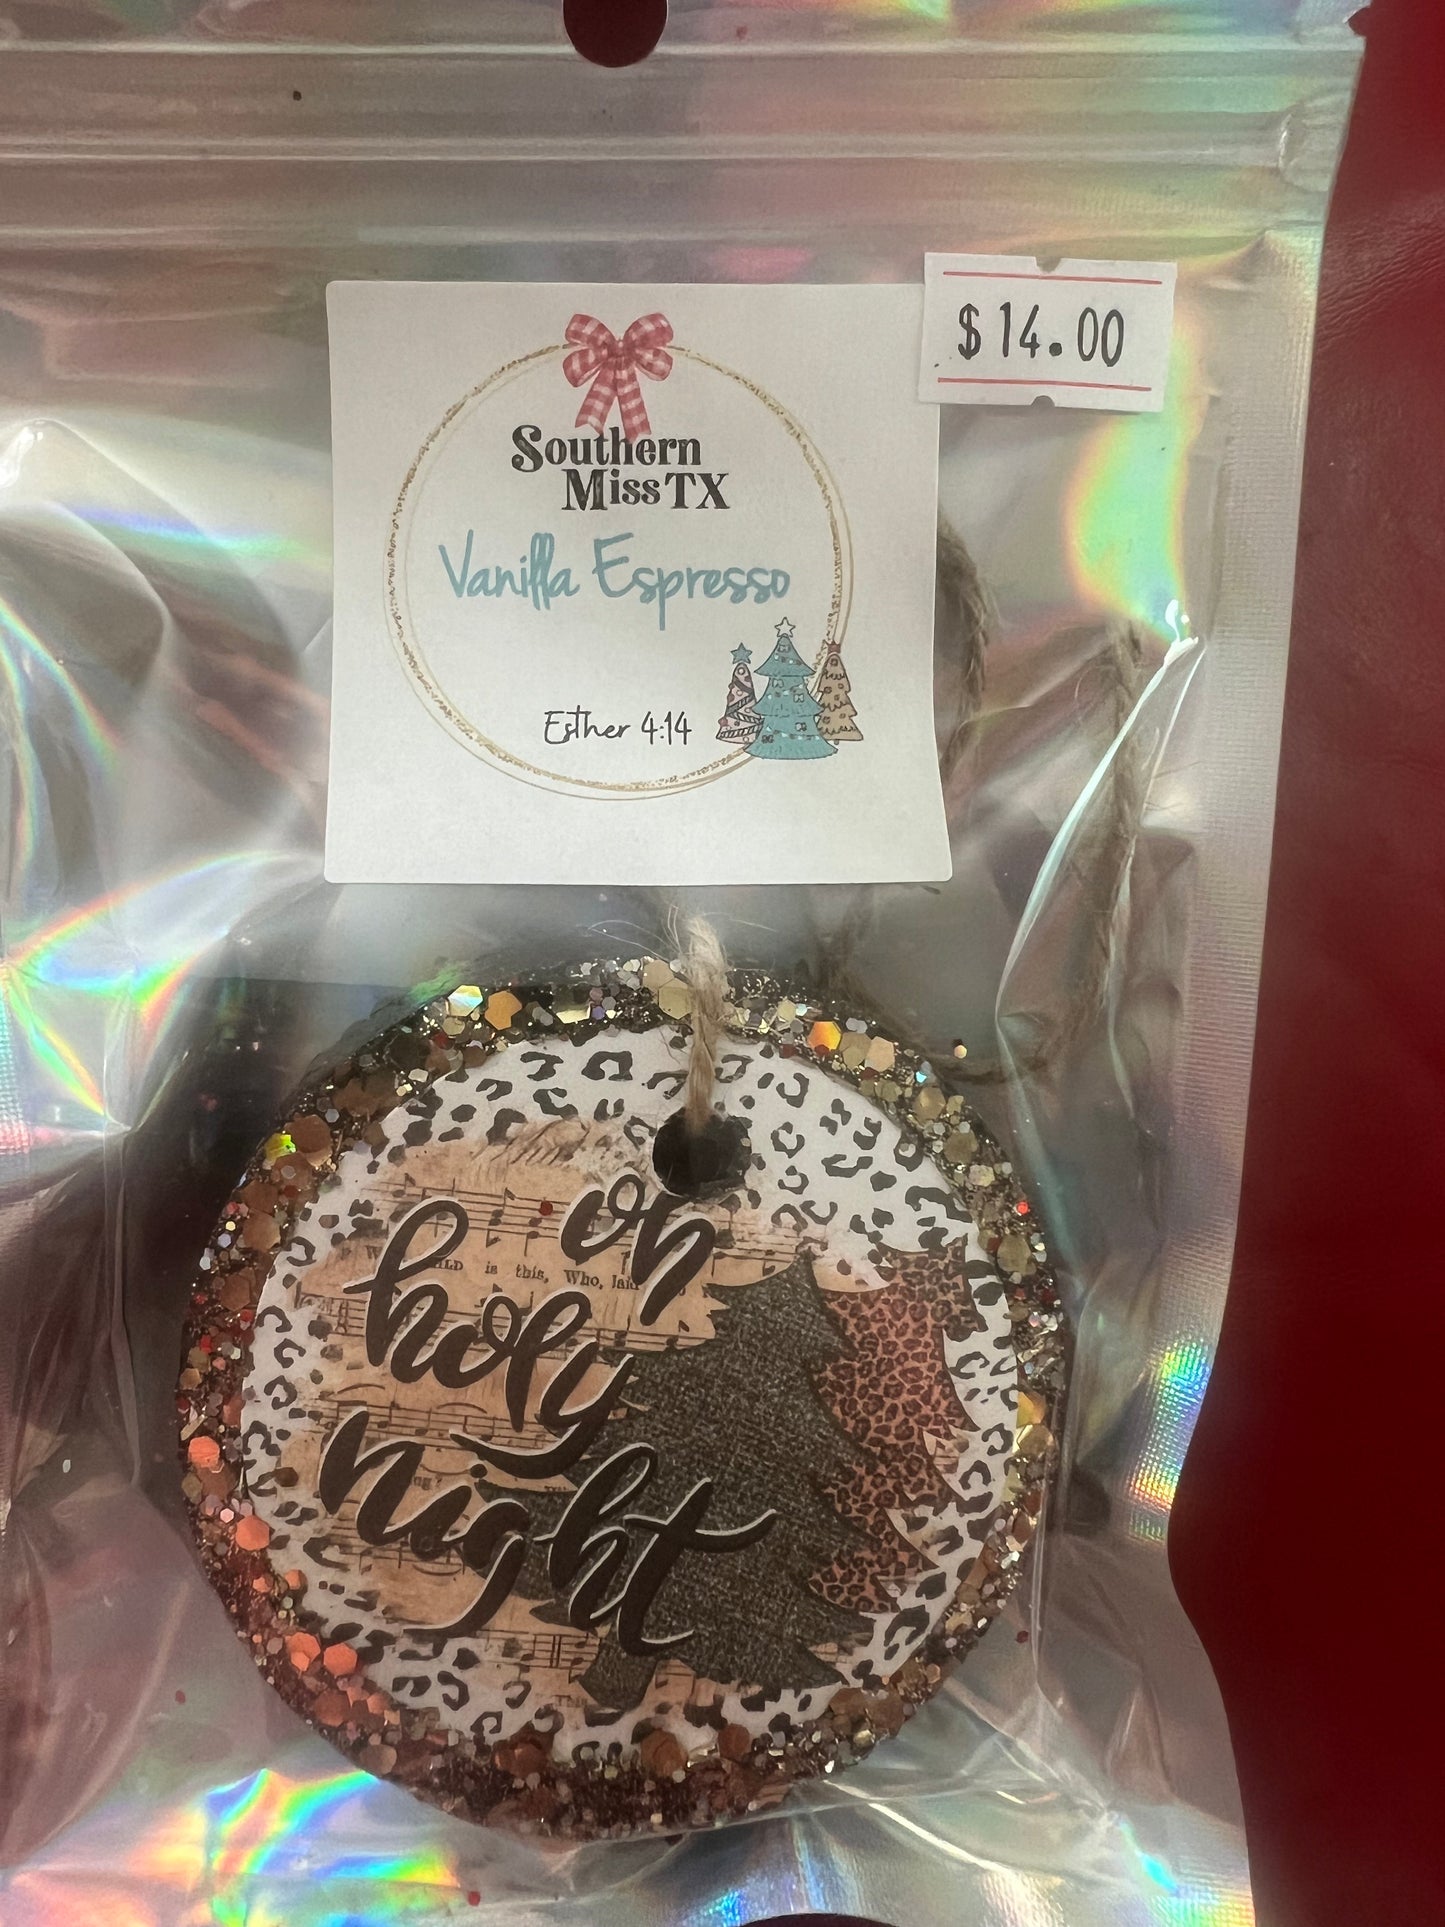 $14.00
Southern
Miss TX
Vanilla Espresso
Esther 4:14
oh
is this, Who,
holy
night